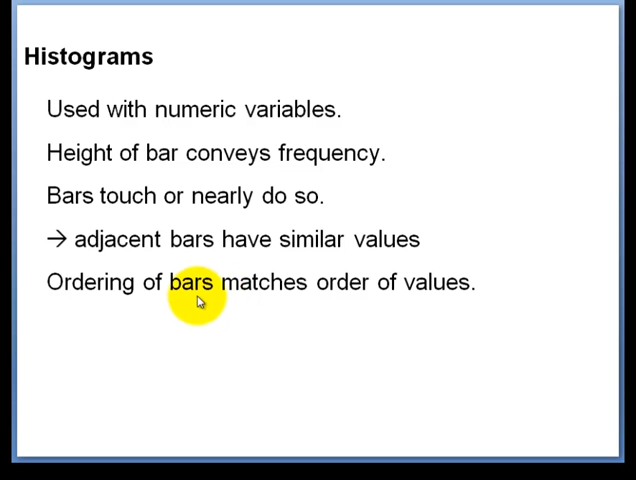 Histograms
Used with numeric variables.
Height of bar conveys frequency.
Bars touch or nearly do so.
→ adjacent bars have similar values
Ordering of bars matches order of values.